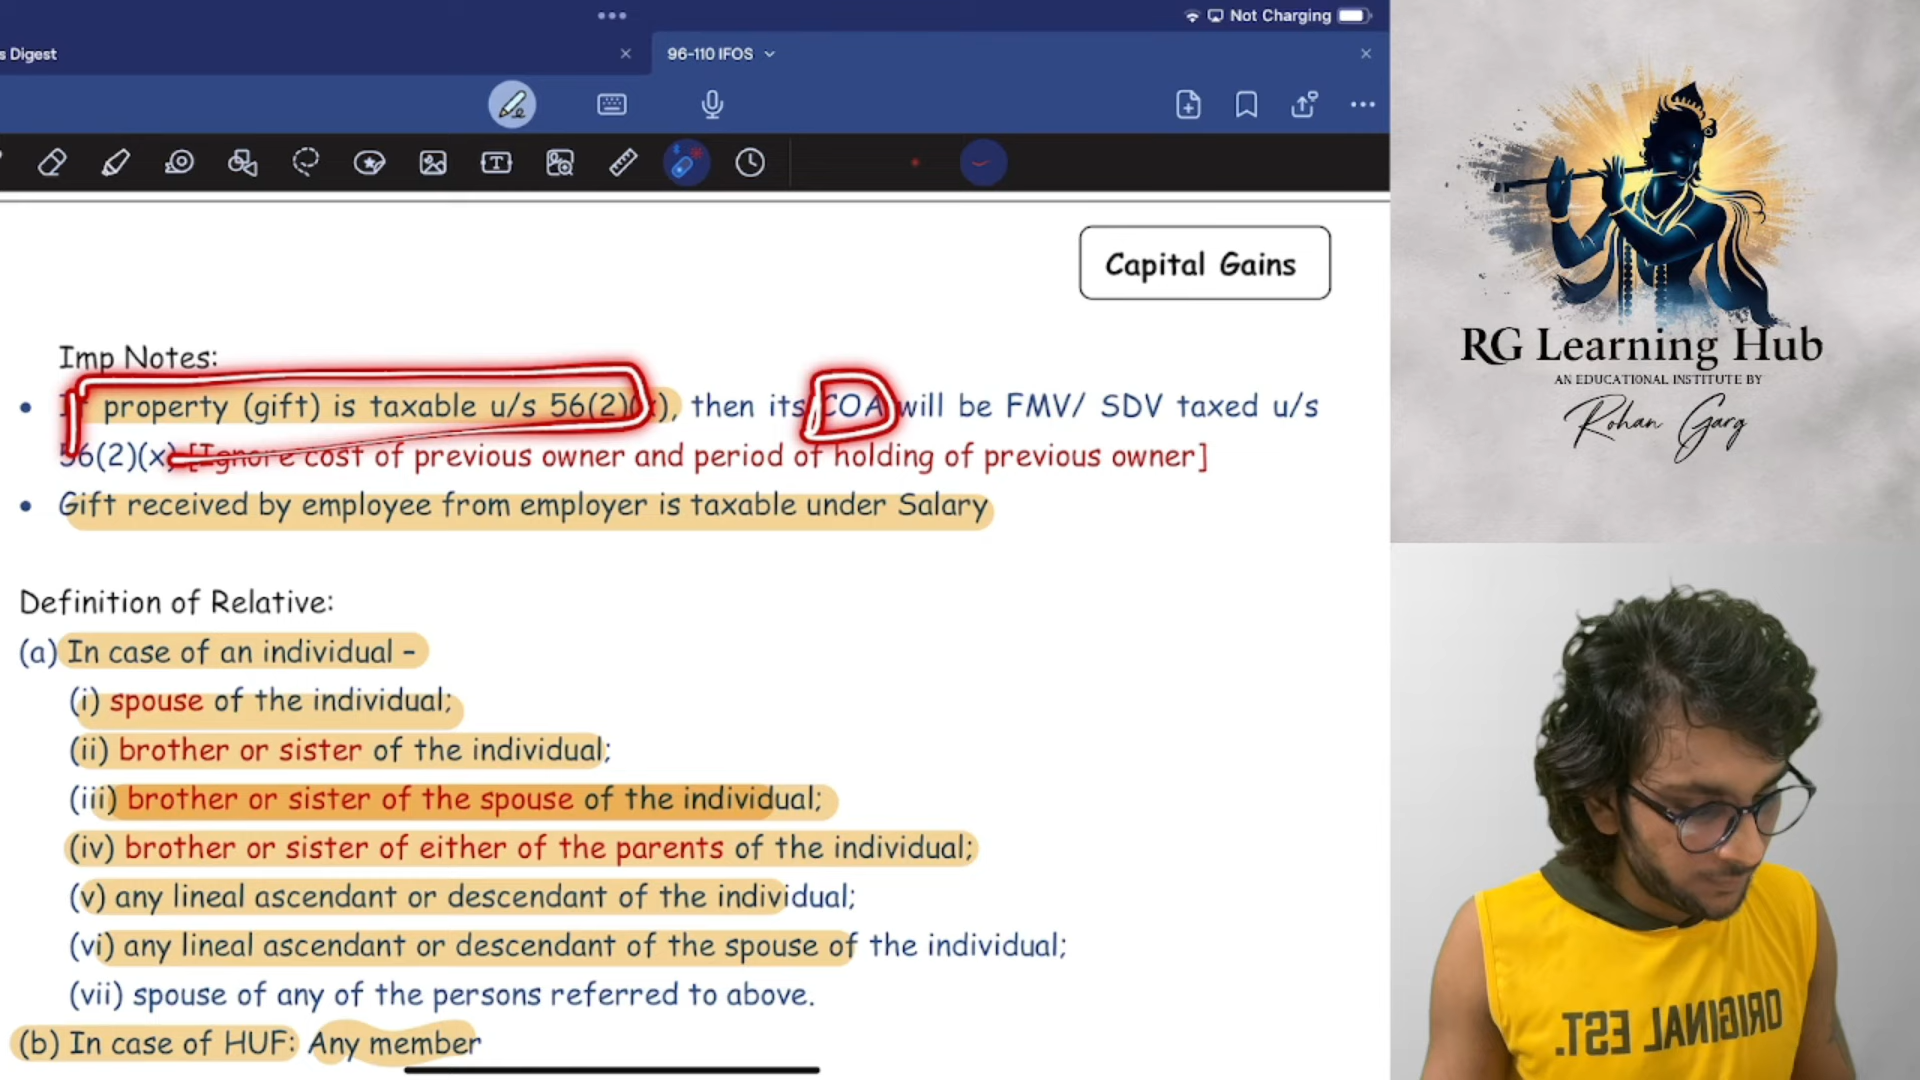 Not Charging
s Digest
96-110 IFOS
Capital Gains
Imp Notes:
• If property (gift) is taxable u/s 56(2)(x), then its COA will be FMV/ SDV taxed u/s
56(2)(x) [Ignore cost of previous owner and period of holding of previous owner]
• Gift received by employee from employer is taxable under Salary
Definition of Relative:
(a) In case of an individual –
(i) spouse of the individual;
(ii) brother or sister of the individual;
(iii) brother or sister of the spouse of the individual;
(iv) brother or sister of either of the parents of the individual;
(v) any lineal ascendant or descendant of the individual;
(vi) any lineal ascendant or descendant of the spouse of the individual;
(vii) spouse of any of the persons referred to above.
(b) In case of HUF: Any member
RG Learning Hub
AN EDUCATIONAL INSTITUTE BY
Rohan Garg
ORIGINAL EST.